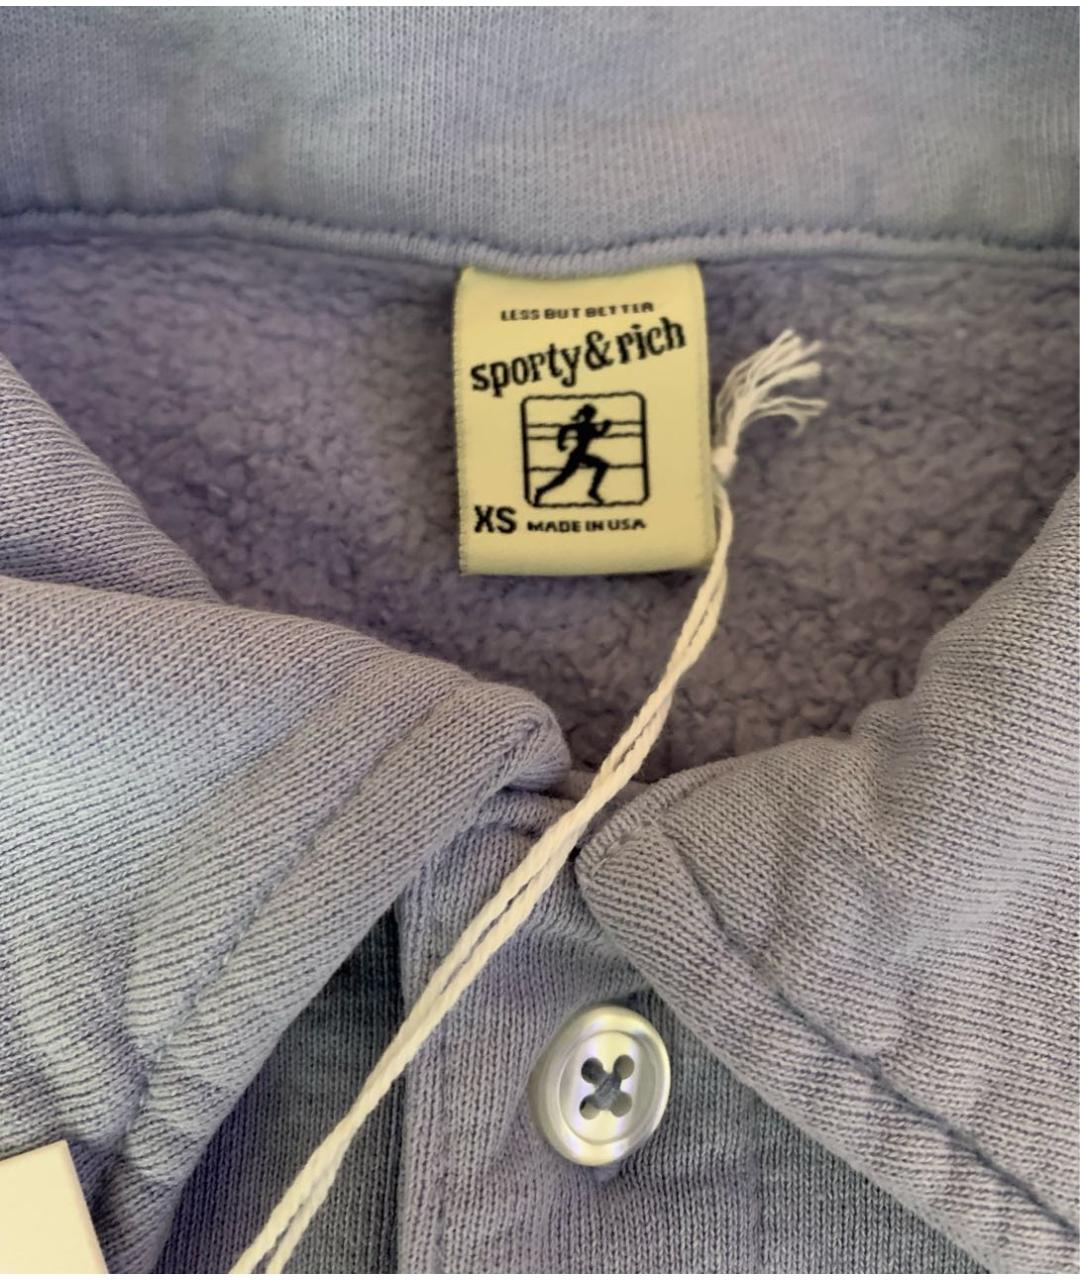 LESS BUT BETTER
sporty&rich
XS MADE IN USA